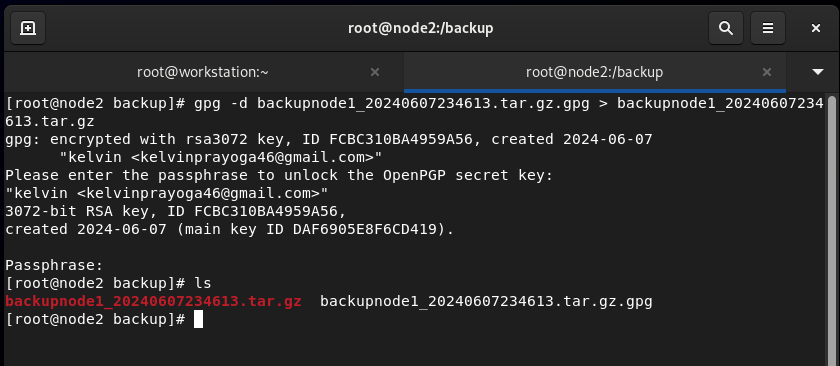 root@node2:/backup
root@workstation:~
root@node2:/backup
[root@node2 backup]# gpg -d backupnode1_20240607234613.tar.gz.gpg > backupnode1_20240607234
613.tar.gz
gpg: encrypted with rsa3072 key, ID FCBC310BA4959A56, created 2024-06-07
      "kelvin <kelvinprayoga46@gmail.com>"
Please enter the passphrase to unlock the OpenPGP secret key:
"kelvin <kelvinprayoga46@gmail.com>"
3072-bit RSA key, ID FCBC310BA4959A56,
created 2024-06-07 (main key ID DAF6905E8F6CD419).
Passphrase:
[root@node2 backup]# ls
backupnode1_20240607234613.tar.gz  backupnode1_20240607234613.tar.gz.gpg
[root@node2 backup]#